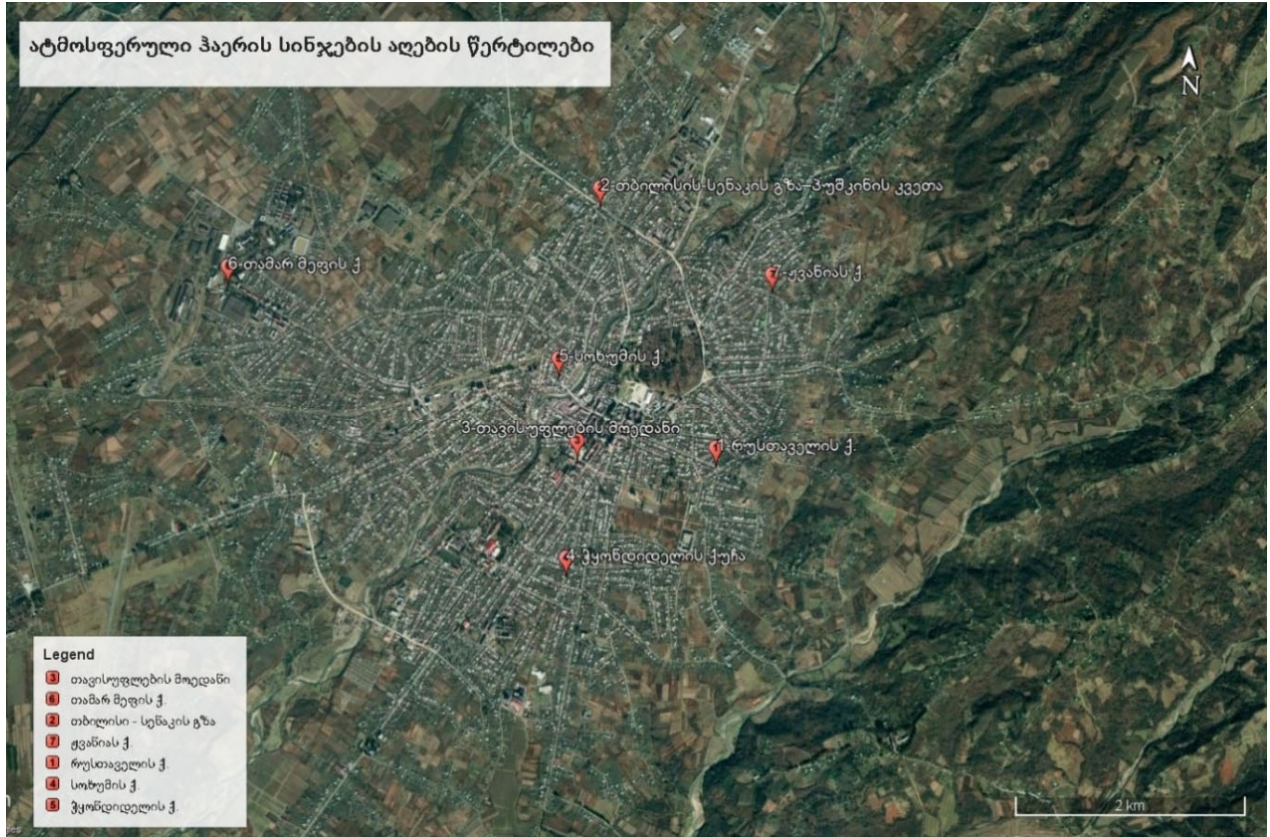 ატმოსფერული ჰაერის სინჯების აღების წერტილები
N
2-თბილისის-სენაკის გზა-პუშკინის კვეთა
6-თამარ მეფის ქ
7-ჟვანიას ქ
5-სოხუმის ქ.
3-თავისუფლების მოედანი
1-რუსთაველის ქ.
4-ჭყონდიდელის ქუჩა
Legend
3 თავისუფლების მოედანი
6 თამარ მეფის ქ.
2 თბილისი - სენაკის გზა
7 ჟვანიას ქ.
1 რუსთაველის ქ.
4 სოხუმის ქ.
5 ჭყონდიდელის ქ.
2 km